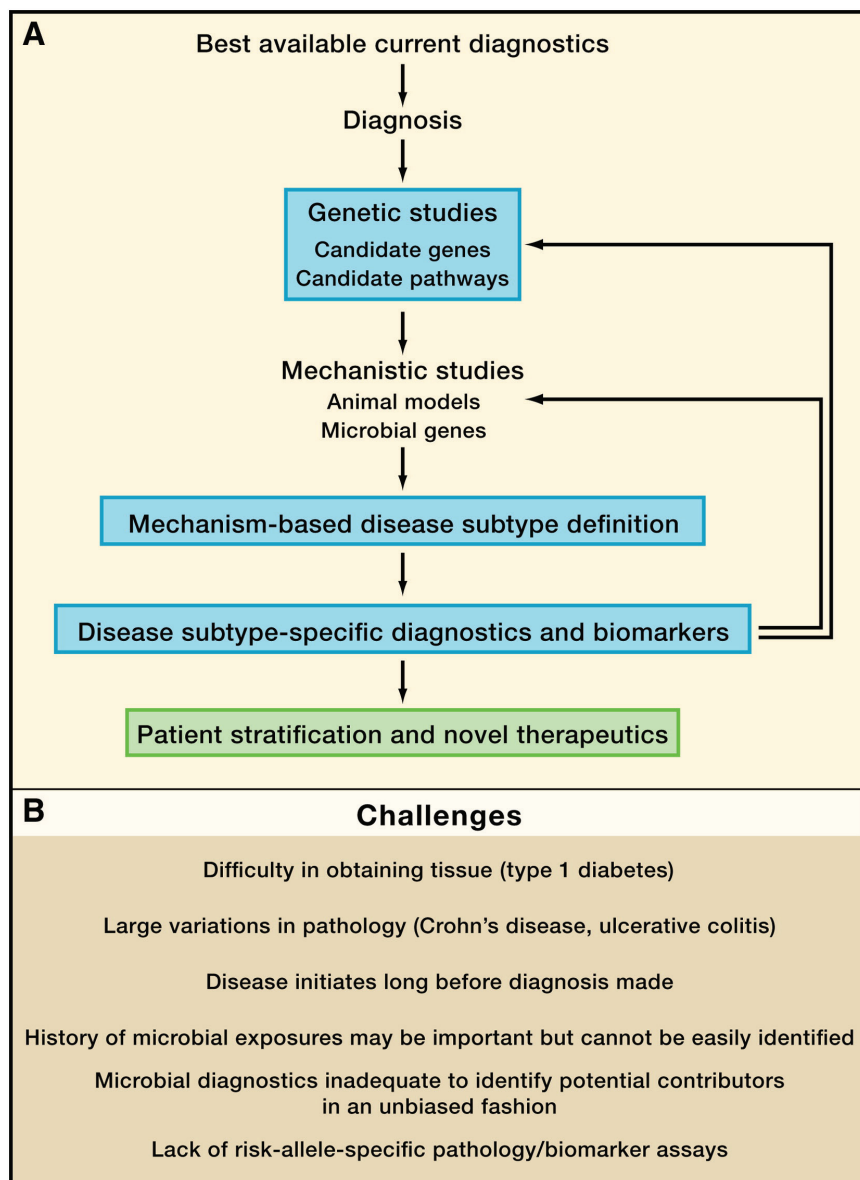 A
Best available current diagnostics
Diagnosis
Genetic studies
Candidate genes
Candidate pathways
Mechanistic studies
Animal models
Microbial genes
Mechanism-based disease subtype definition
Disease subtype-specific diagnostics and biomarkers
Patient stratification and novel therapeutics
B
Challenges
Difficulty in obtaining tissue (type 1 diabetes)
Large variations in pathology (Crohn's disease, ulcerative colitis)
Disease initiates long before diagnosis made
History of microbial exposures may be important but cannot be easily identified
Microbial diagnostics inadequate to identify potential contributors
in an unbiased fashion
Lack of risk-allele-specific pathology/biomarker assays